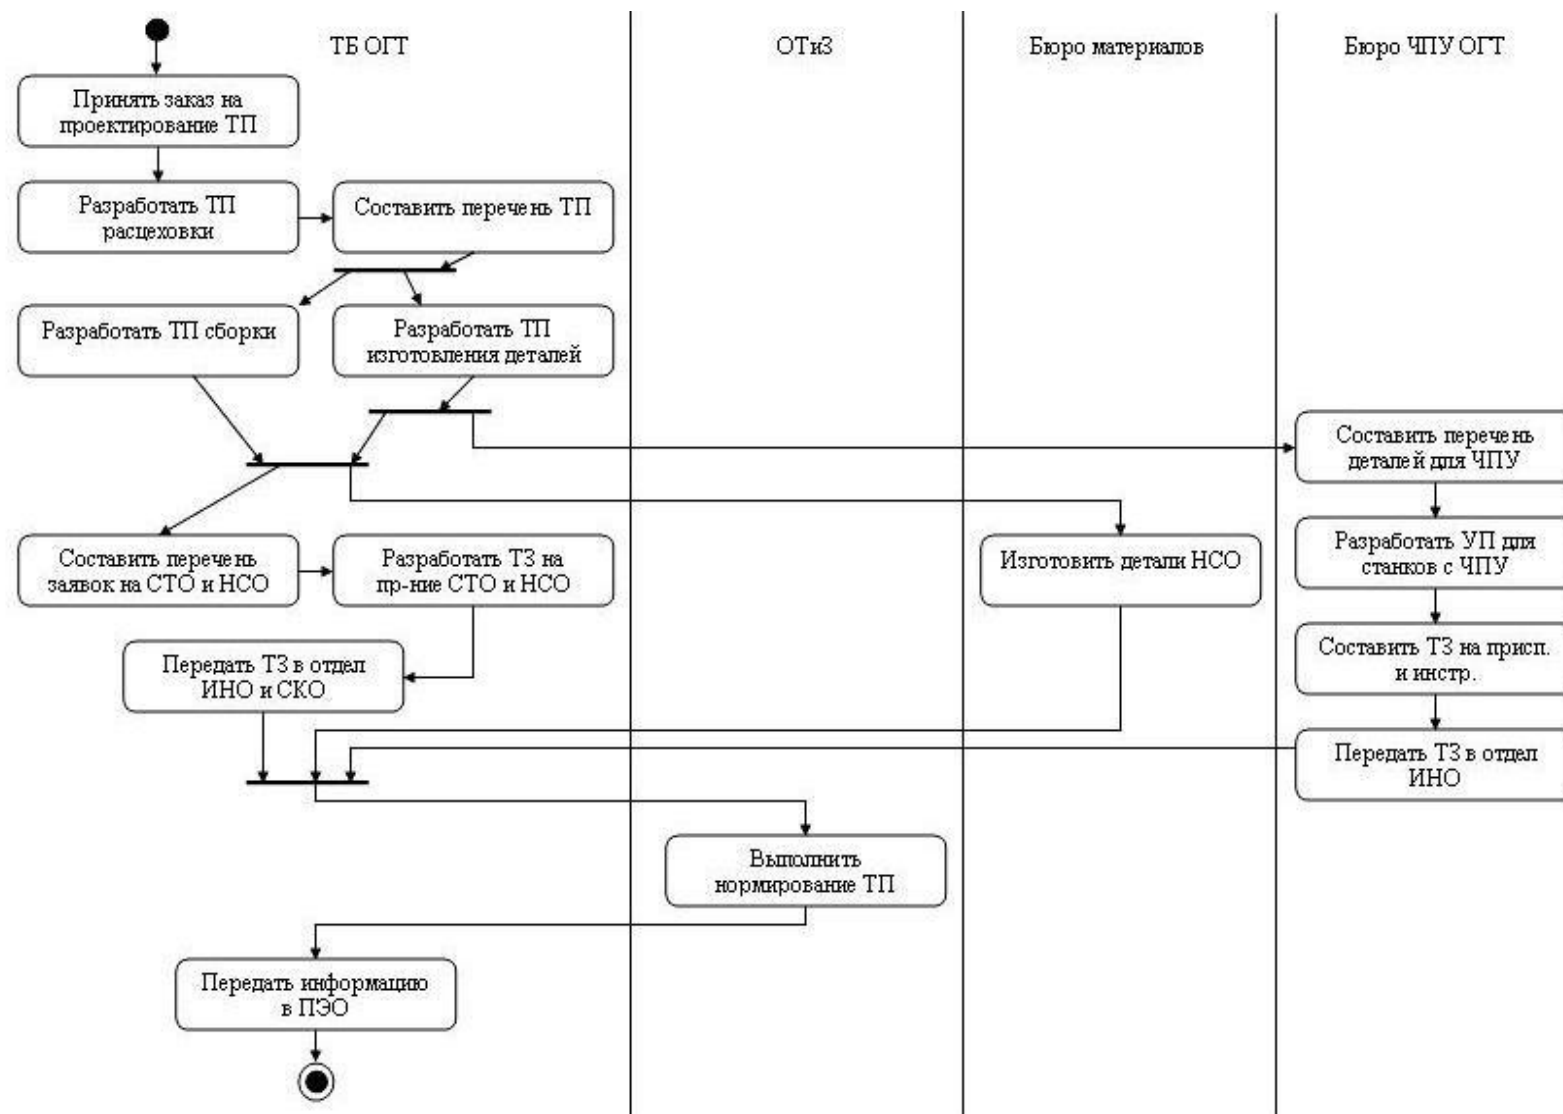 ТБ ОГТ
ОТиЗ
Бюро материалов
Бюро ЧПУ ОГТ
Принять заказ на
проектирование ТП
Разработать ТП
расцеховки
Составить перечень ТП
Разработать ТП сборки
Разработать ТП
изготовления деталей
Составить перечень
деталей для ЧПУ
Составить перечень
заявок на СТО и НСО
Разработать ТЗ на
пр-ние СТО и НСО
Изготовить детали НСО
Разработать УП для
станков с ЧПУ
Передать ТЗ в отдел
ИНО и СКО
Составить ТЗ на присп.
и инстр.
Передать ТЗ в отдел
ИНО
Выполнить
нормирование ТП
Передать информацию
в ПЭО